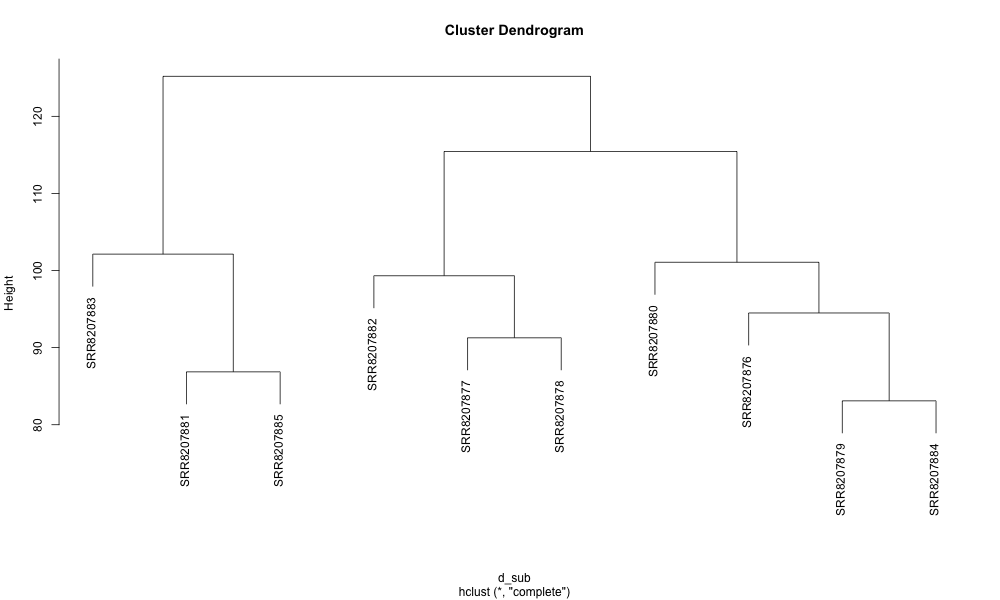 Cluster Dendrogram
Height
120
110
100
90
80
SRR8207883
SRR8207881
SRR8207885
SRR8207882
SRR8207877
SRR8207878
SRR8207880
SRR8207876
SRR8207879
SRR8207884
d_sub
hclust (*, "complete")